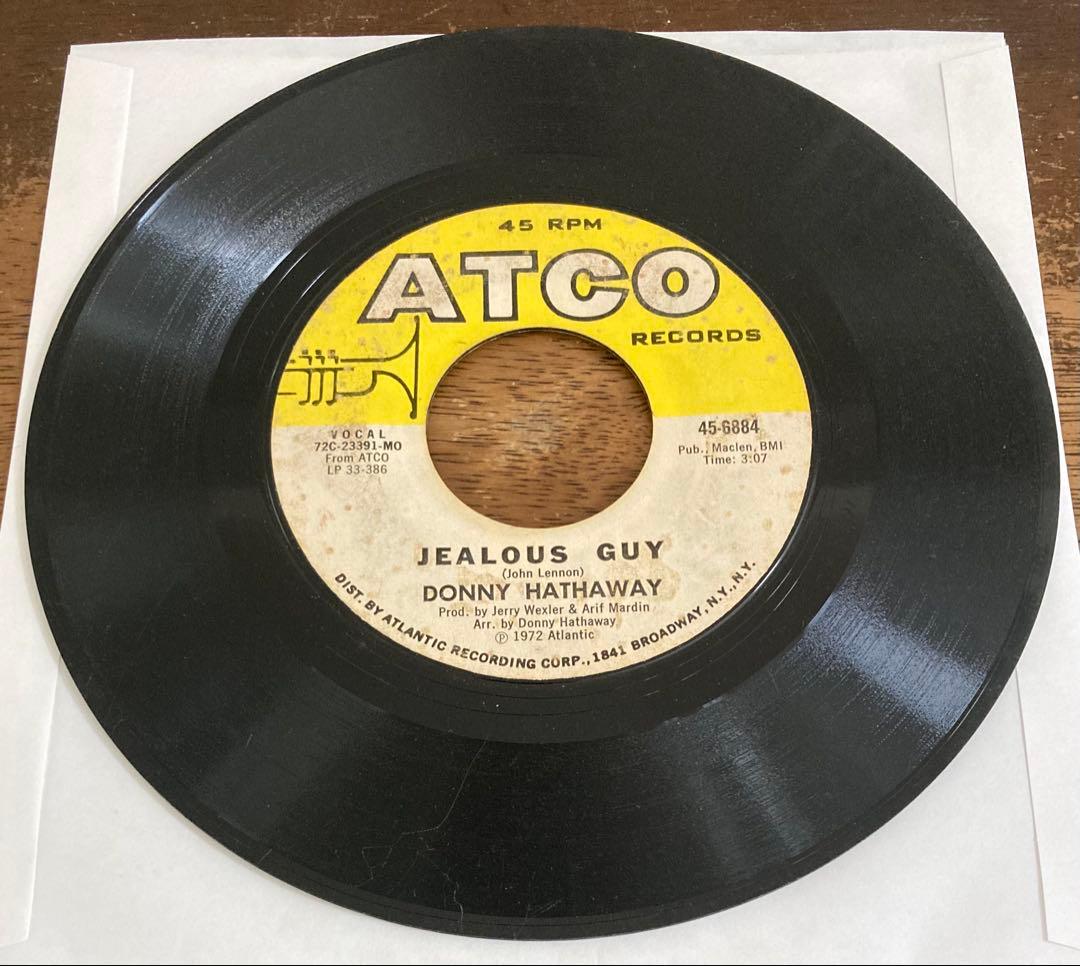 45 RPM
ATCO
RECORDS
VOCAL
72C-23391-MO
From ATCO
LP 33-386
45-6884
Pub., Maclen, BMI
Time: 3:07
JEALOUS GUY
(John Lennon)
DONNY HATHAWAY
Prod. by Jerry Wexler & Arif Mardin
Arr. by Donny Hathaway
℗ 1972 Atlantic
DIST. BY ATLANTIC RECORDING CORP., 1841 BROADWAY, N.Y., N.Y.